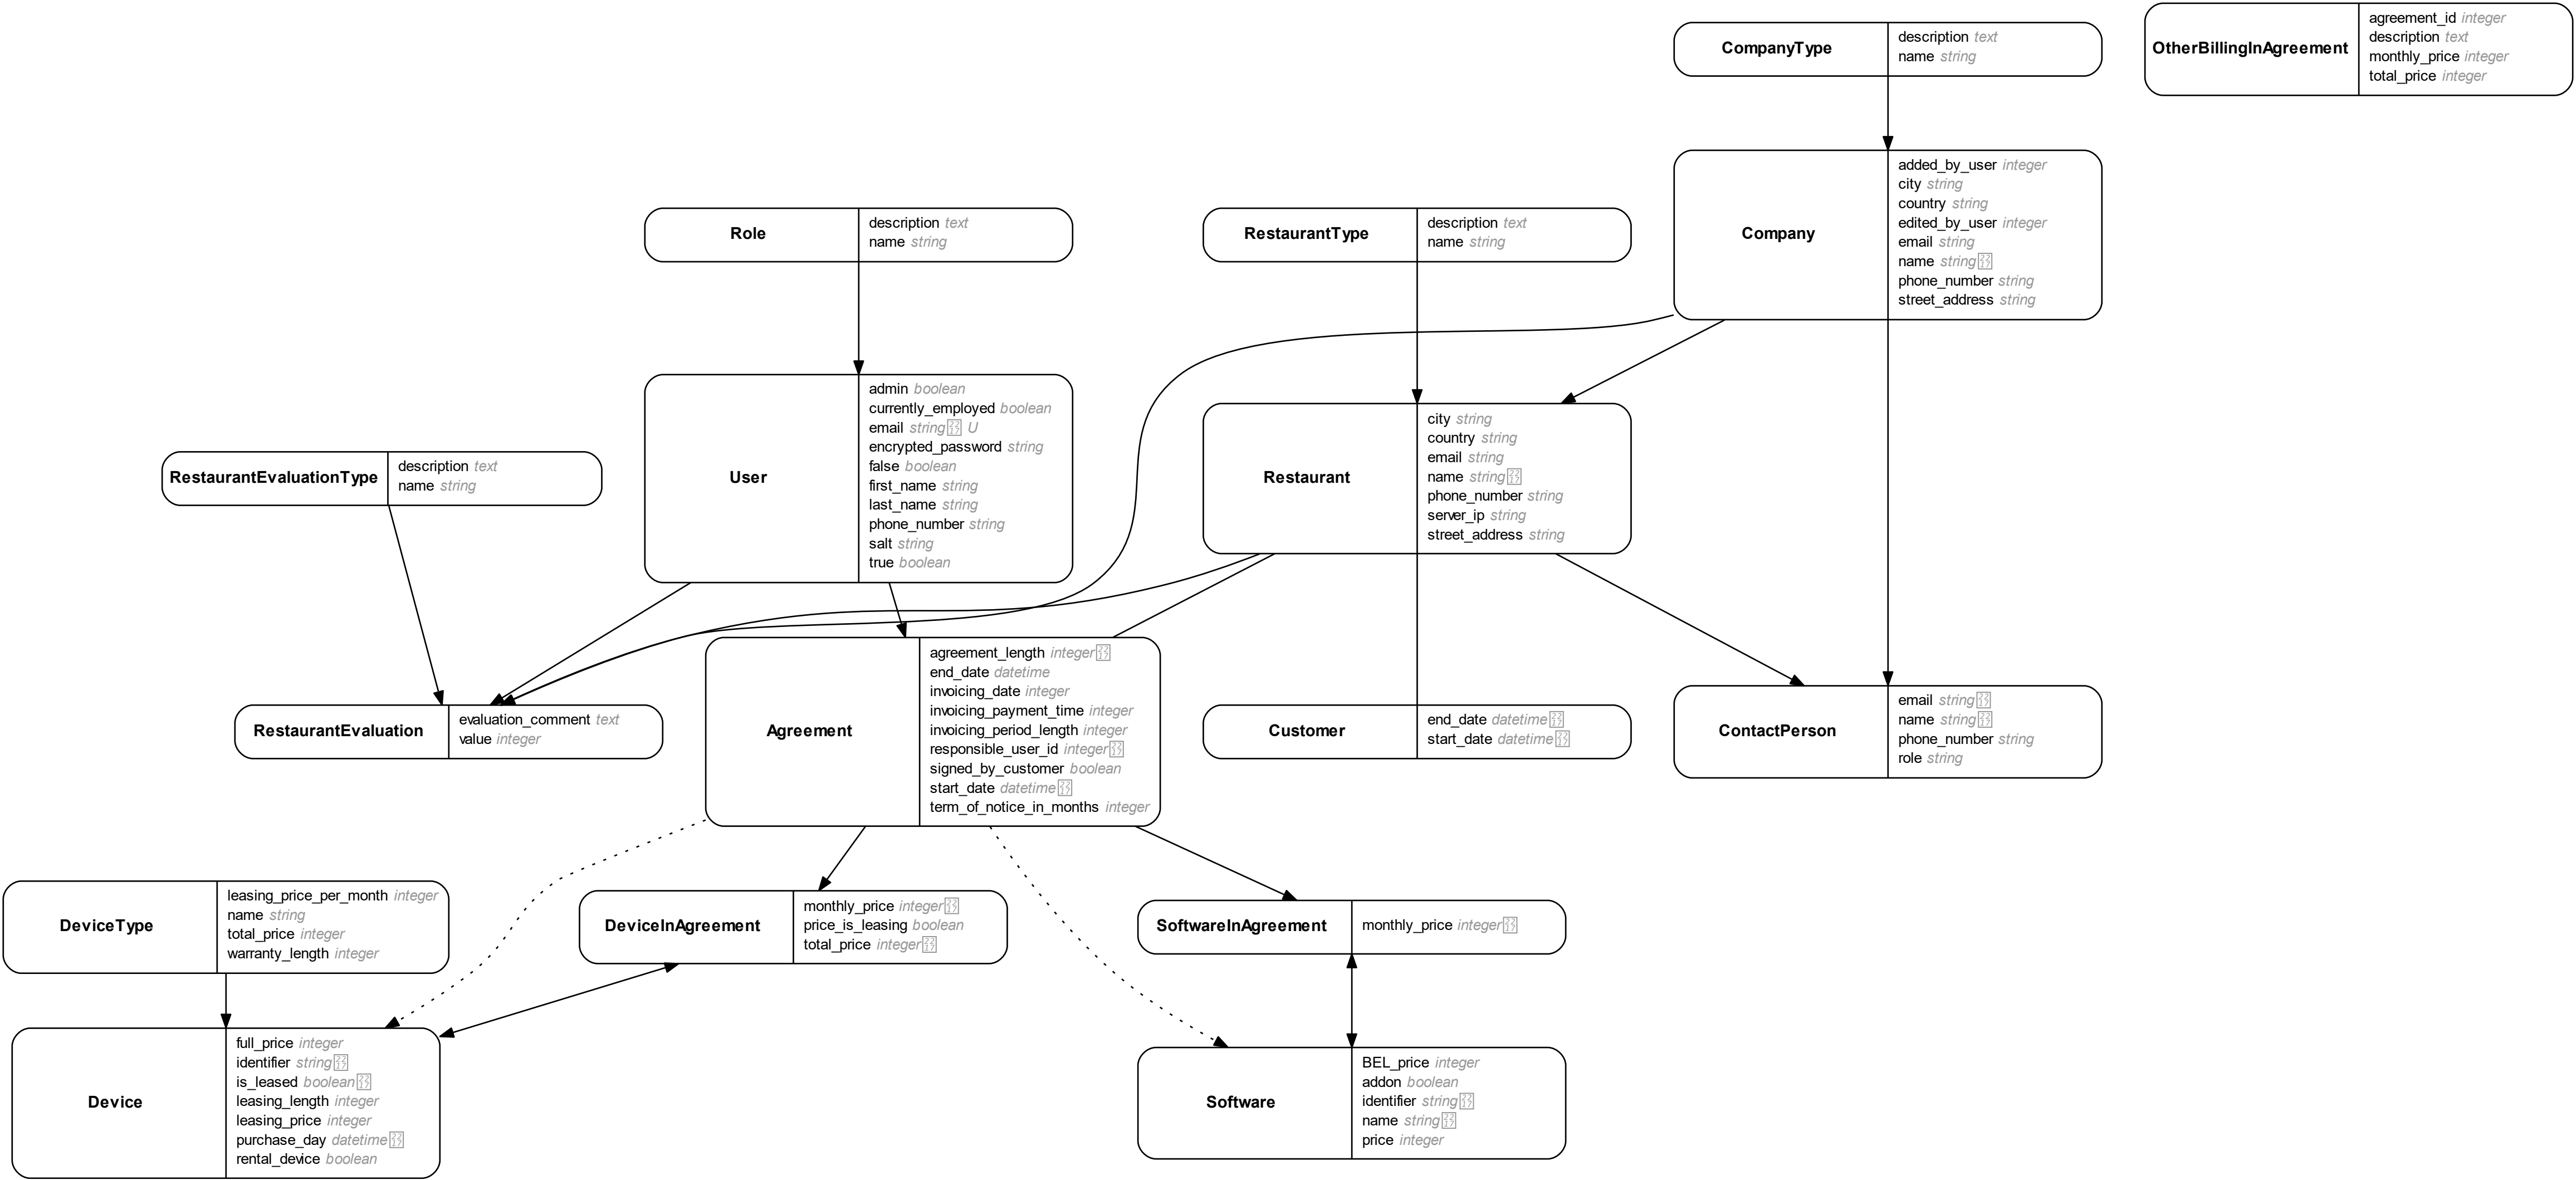 CompanyType
description text
name string
OtherBillingInAgreement
agreement_id integer
description text
monthly_price integer
total_price integer
Company
added_by_user integer
city string
country string
edited_by_user integer
email string
name string
phone_number string
street_address string
Role
description text
name string
RestaurantType
description text
name string
User
admin boolean
currently_employed boolean
email string U
encrypted_password string
false boolean
first_name string
last_name string
phone_number string
salt string
true boolean
Restaurant
city string
country string
email string
name string
phone_number string
server_ip string
street_address string
RestaurantEvaluationType
description text
name string
RestaurantEvaluation
evaluation_comment text
value integer
Agreement
agreement_length integer
end_date datetime
invoicing_date integer
invoicing_payment_time integer
invoicing_period_length integer
responsible_user_id integer
signed_by_customer boolean
start_date datetime
term_of_notice_in_months integer
Customer
end_date datetime
start_date datetime
ContactPerson
email string
name string
phone_number string
role string
DeviceType
leasing_price_per_month integer
name string
total_price integer
warranty_length integer
DeviceInAgreement
monthly_price integer
price_is_leasing boolean
total_price integer
SoftwareInAgreement
monthly_price integer
Device
full_price integer
identifier string
is_leased boolean
leasing_length integer
leasing_price integer
purchase_day datetime
rental_device boolean
Software
BEL_price integer
addon boolean
identifier string
name string
price integer